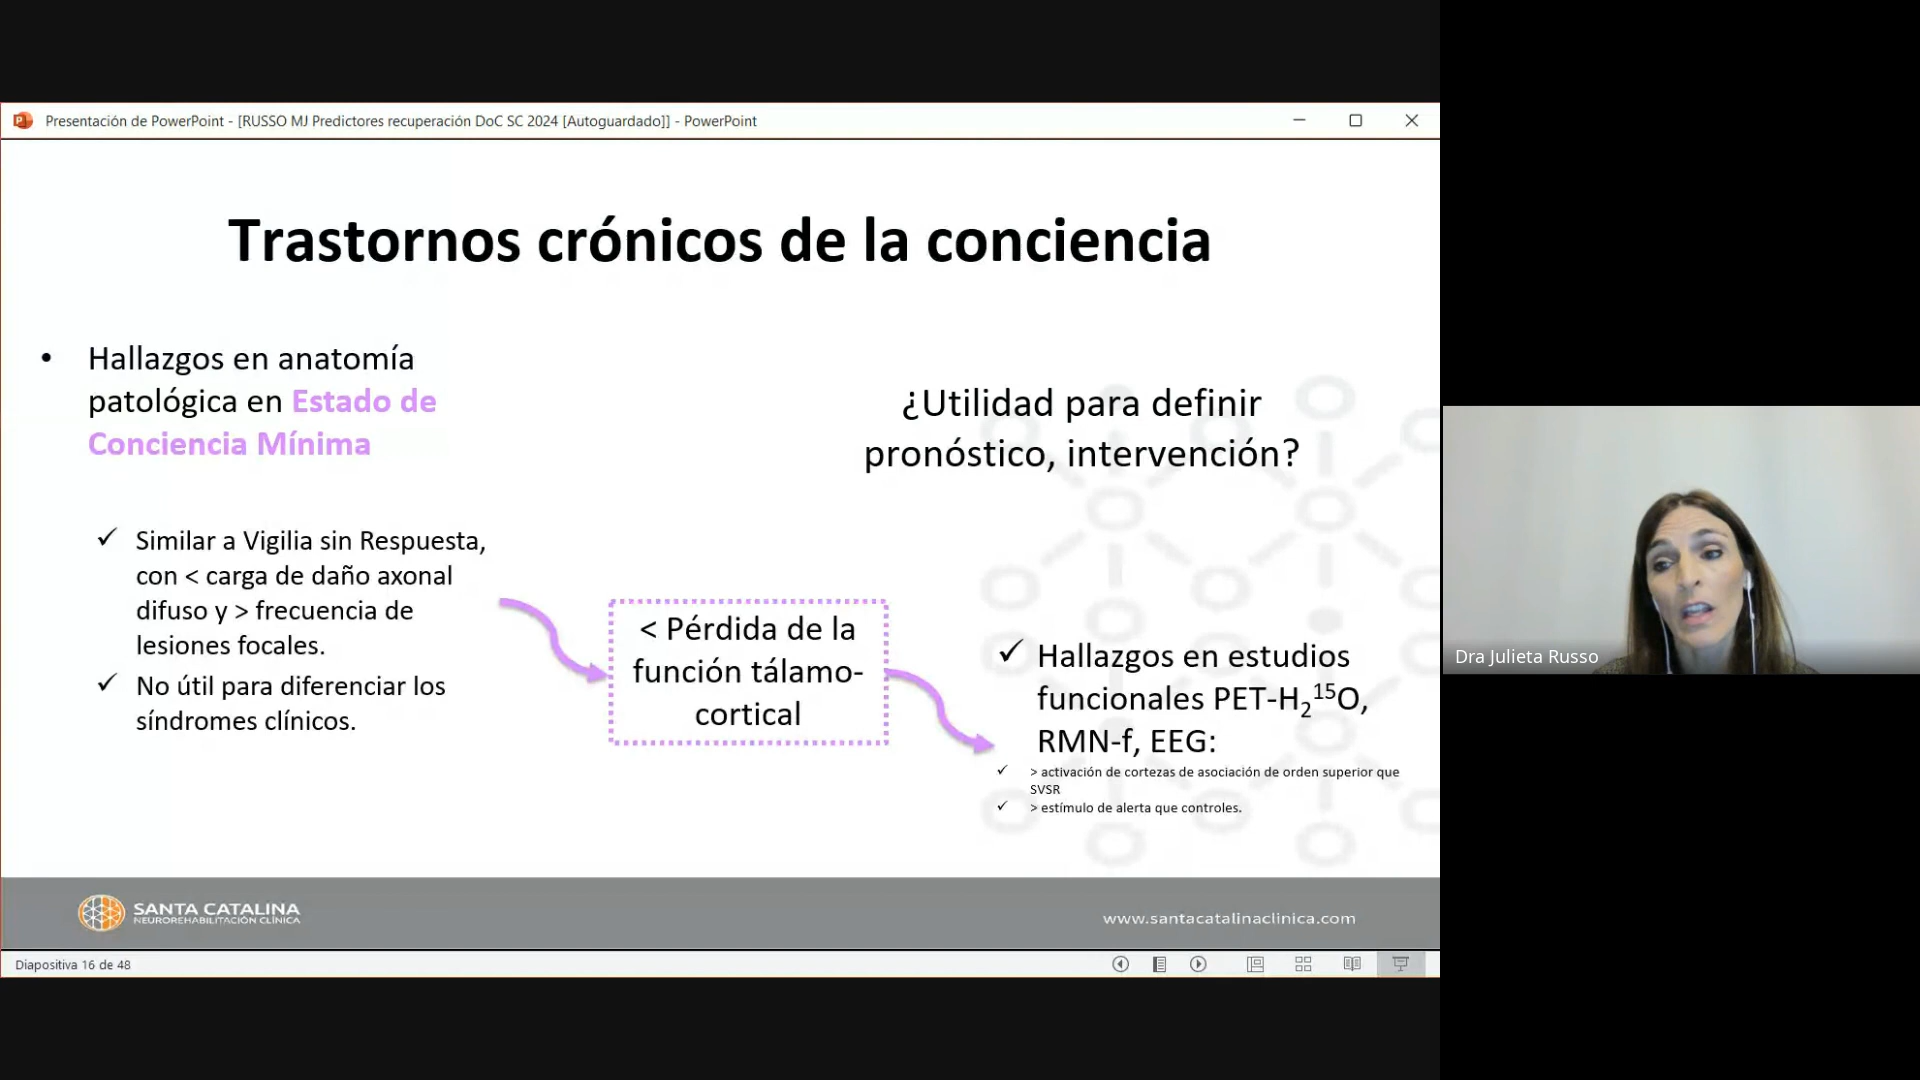 Presentación de PowerPoint - [RUSSO MJ Predictores recuperación DoC SC 2024 [Autoguardado]] - PowerPoint
Trastornos crónicos de la conciencia
• Hallazgos en anatomía
patológica en Estado de
Conciencia Mínima
✓ Similar a Vigilia sin Respuesta,
con < carga de daño axonal
difuso y > frecuencia de
lesiones focales.
✓ No útil para diferenciar los
síndromes clínicos.
< Pérdida de la
función tálamo-
cortical
¿Utilidad para definir
pronóstico, intervención?
✓ Hallazgos en estudios
funcionales PET-H₂¹⁵O,
RMN-f, EEG:
✓ > activación de cortezas de asociación de orden superior que
SVSR
✓ > estímulo de alerta que controles.
SANTA CATALINA
NEUROREHABILITACIÓN CLÍNICA
www.santacatalinaclinica.com
Diapositiva 16 de 48
Dra Julieta Russo